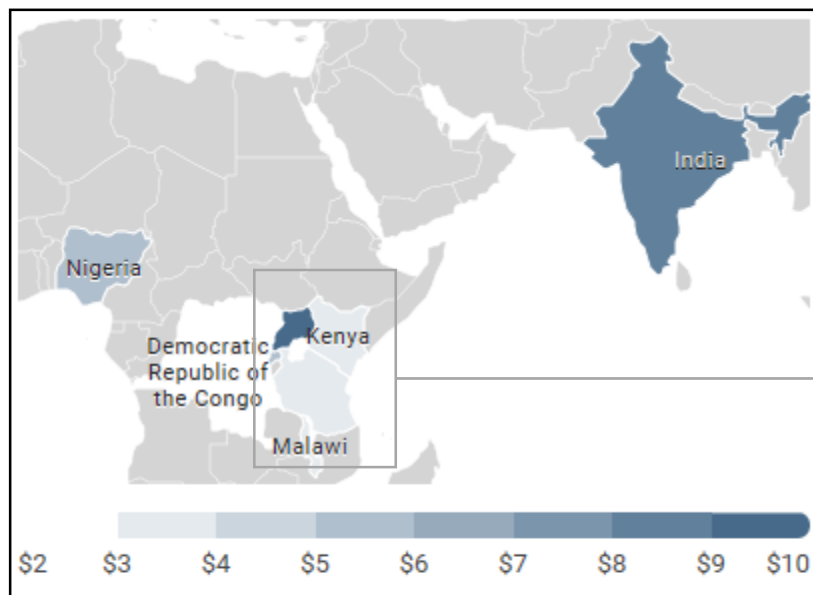 India
Nigeria
Kenya
Democratic
Republic of
the Congo
Malawi
$2 $3 $4 $5 $6 $7 $8 $9 $10